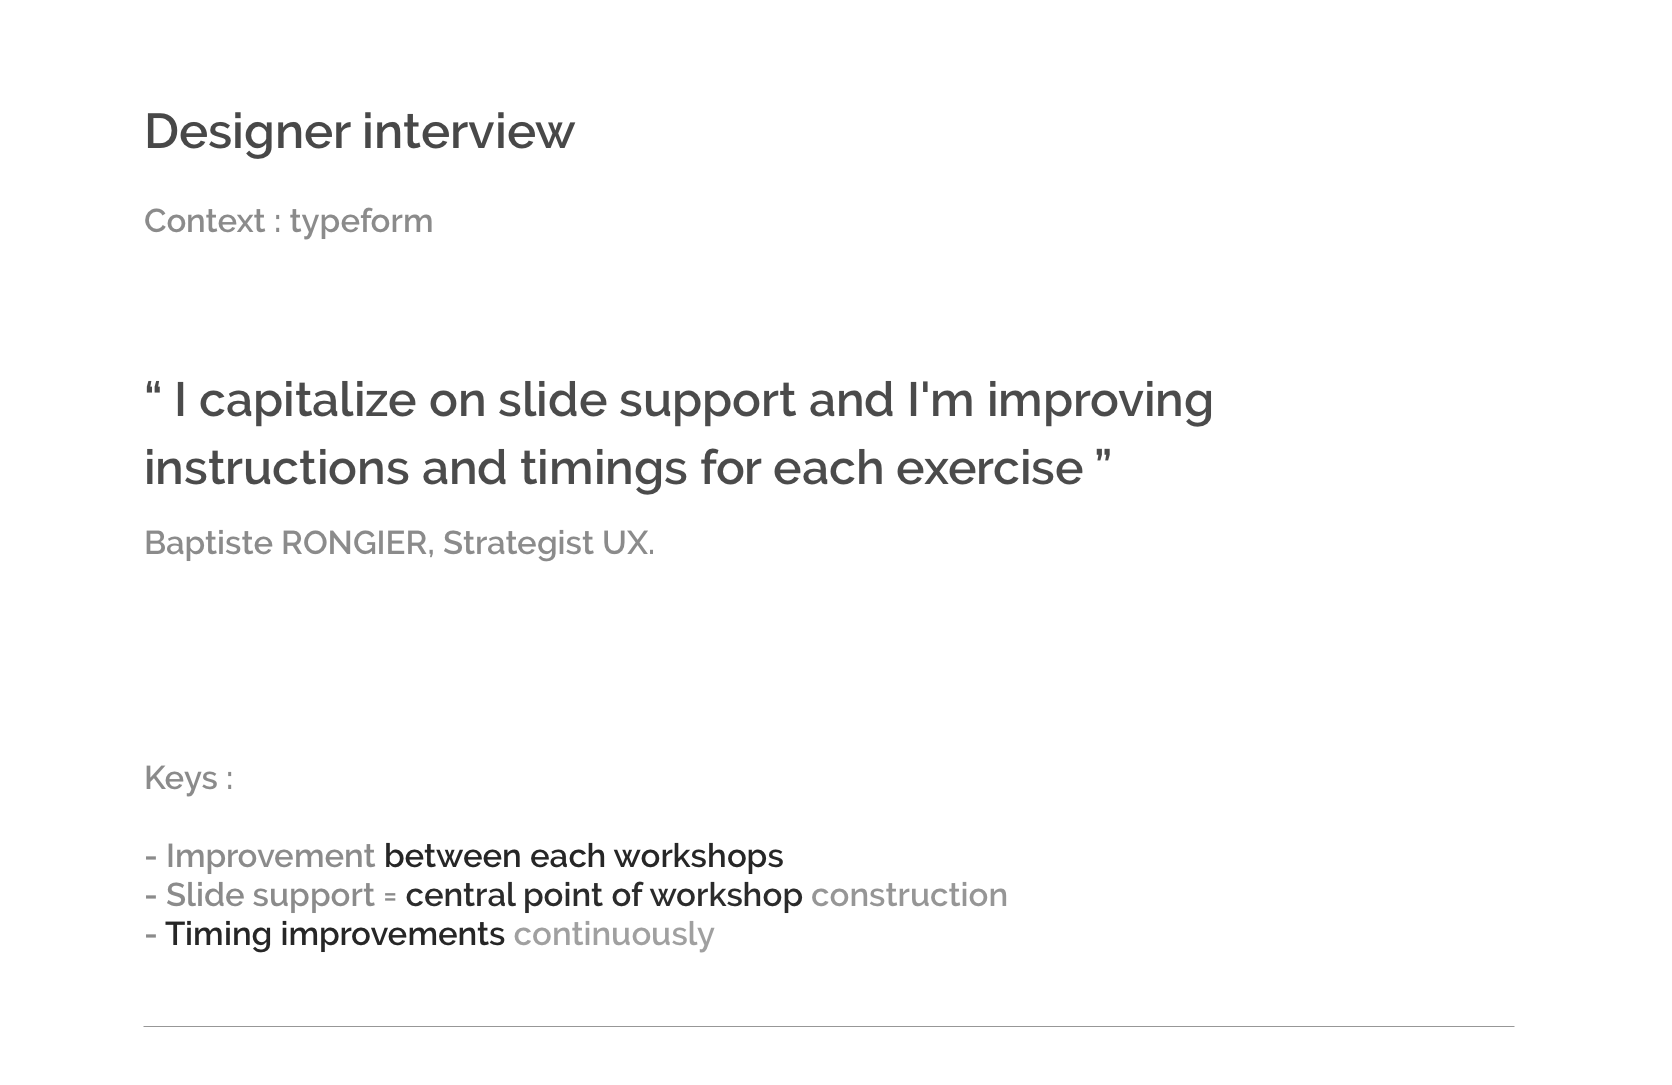 Designer interview
Context : typeform
“ I capitalize on slide support and I'm improving
instructions and timings for each exercise ”
Baptiste RONGIER, Strategist UX.
Keys :
- Improvement between each workshops
- Slide support = central point of workshop construction
- Timing improvements continuously